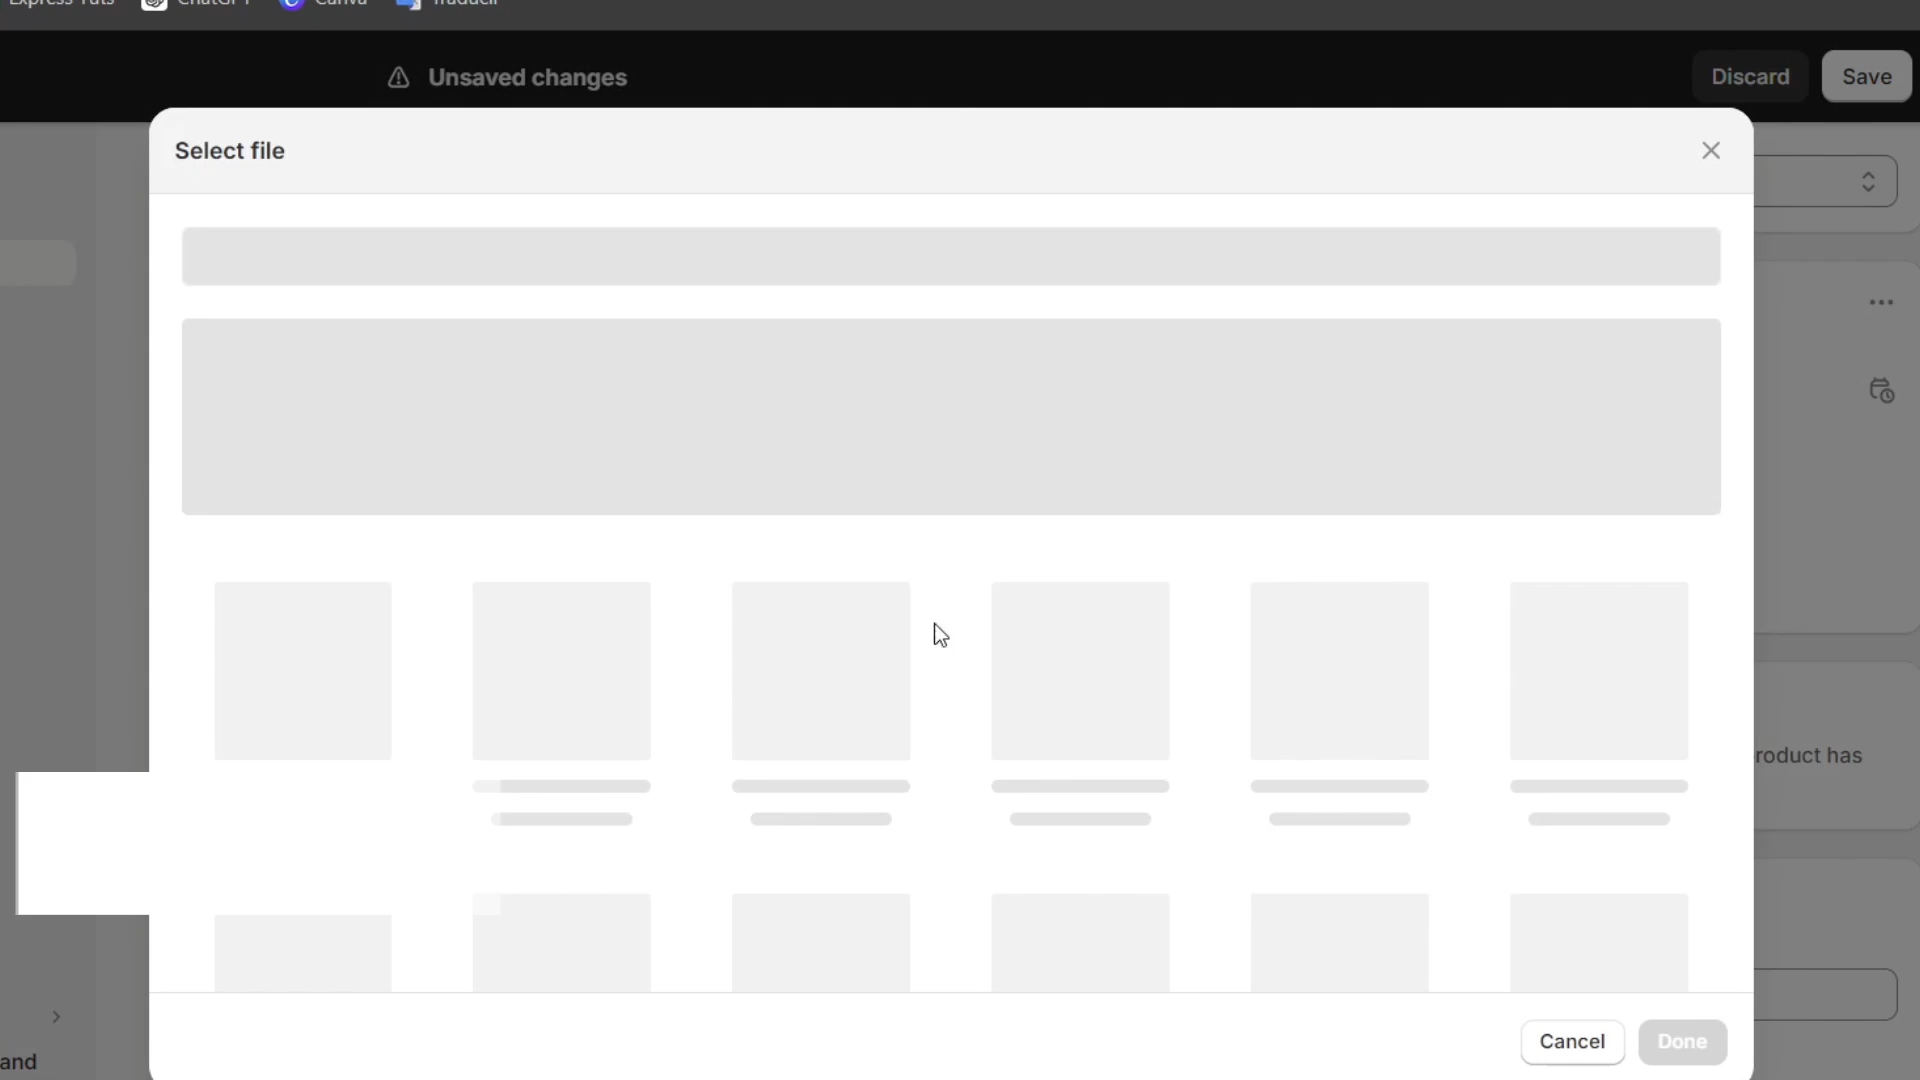 Express Tuts ChatGPT Canva Traducir
Unsaved changes
Discard
Save
Select file
roduct has
and
Cancel
Done